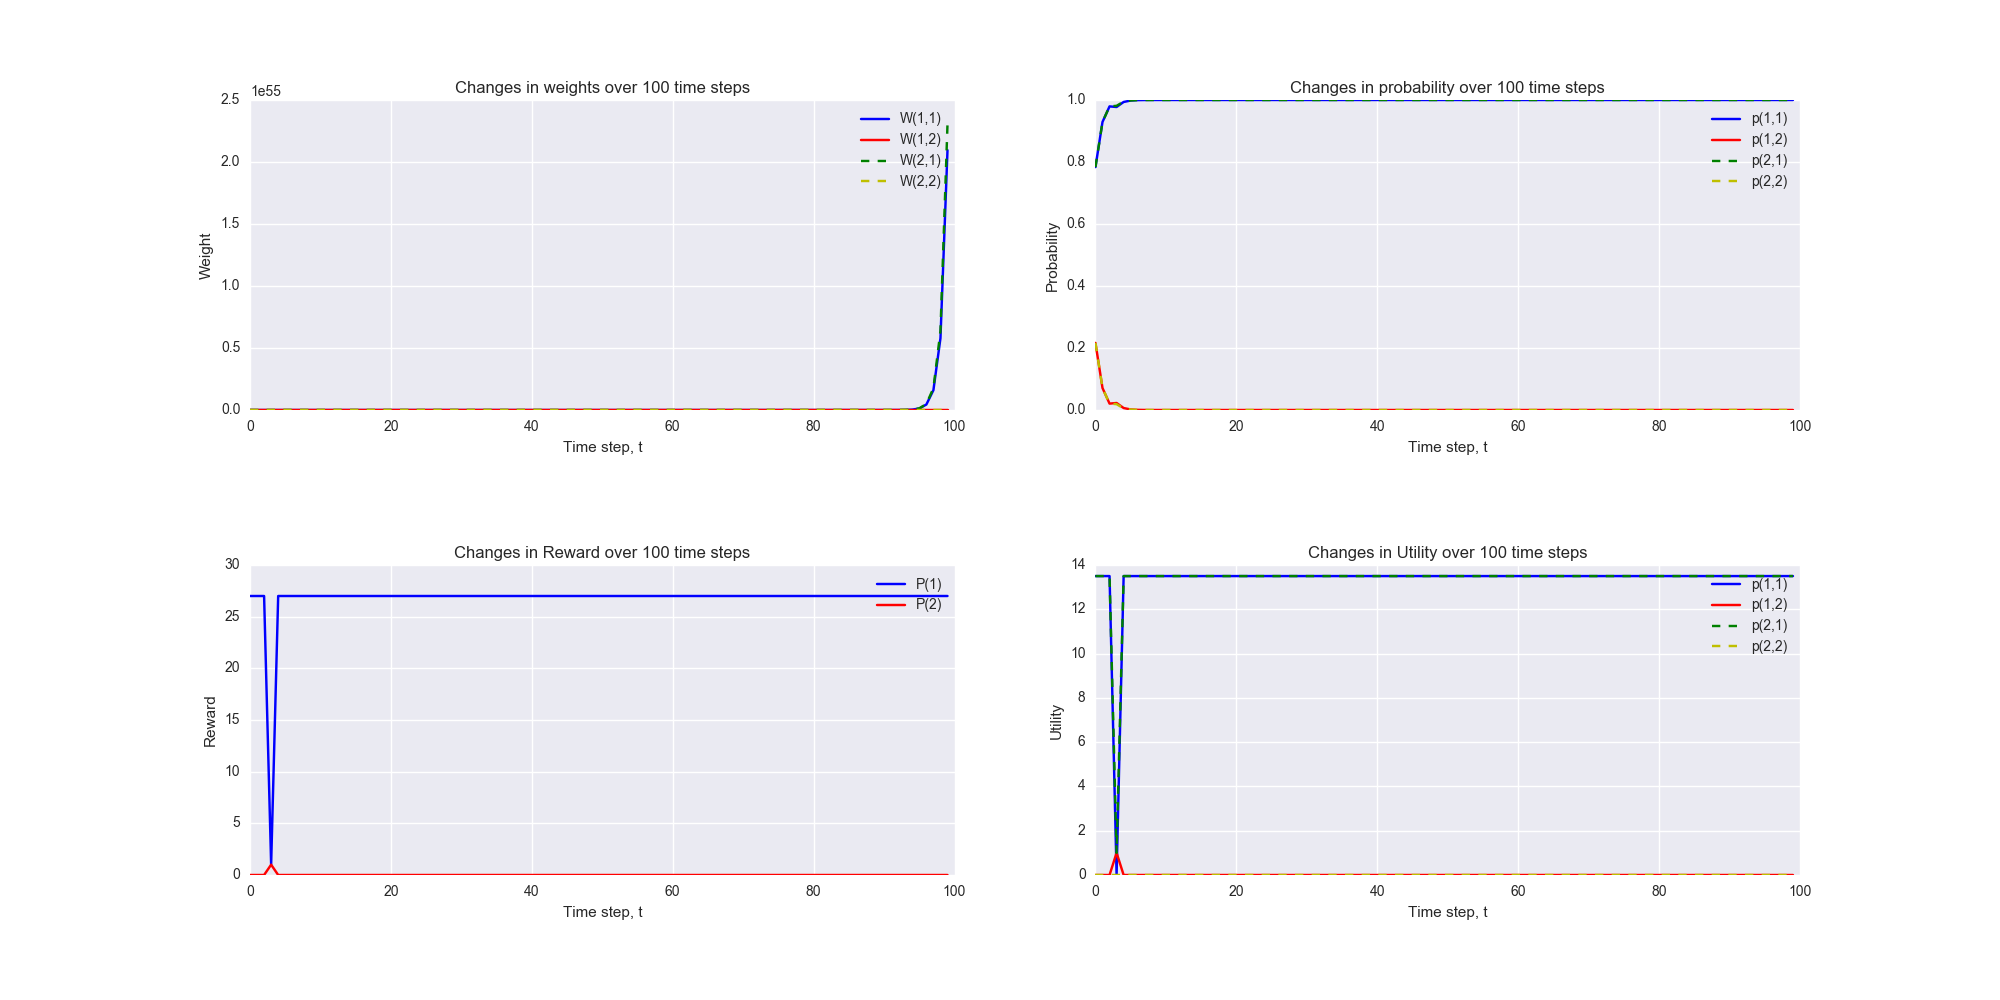 Changes in weights over 100 time steps
1e55
2.5
2.0
1.5
1.0
0.5
0.0
Weight
0 20 40 60 80 100
Time step, t
W(1,1)
W(1,2)
W(2,1)
W(2,2)
Changes in probability over 100 time steps
1.0
0.8
0.6
0.4
0.2
0.0
Probability
0 20 40 60 80 100
Time step, t
p(1,1)
p(1,2)
p(2,1)
p(2,2)
Changes in Reward over 100 time steps
30
25
20
15
10
5
0
Reward
0 20 40 60 80 100
Time step, t
P(1)
P(2)
Changes in Utility over 100 time steps
14
12
10
8
6
4
2
0
Utility
0 20 40 60 80 100
Time step, t
p(1,1)
p(1,2)
p(2,1)
p(2,2)